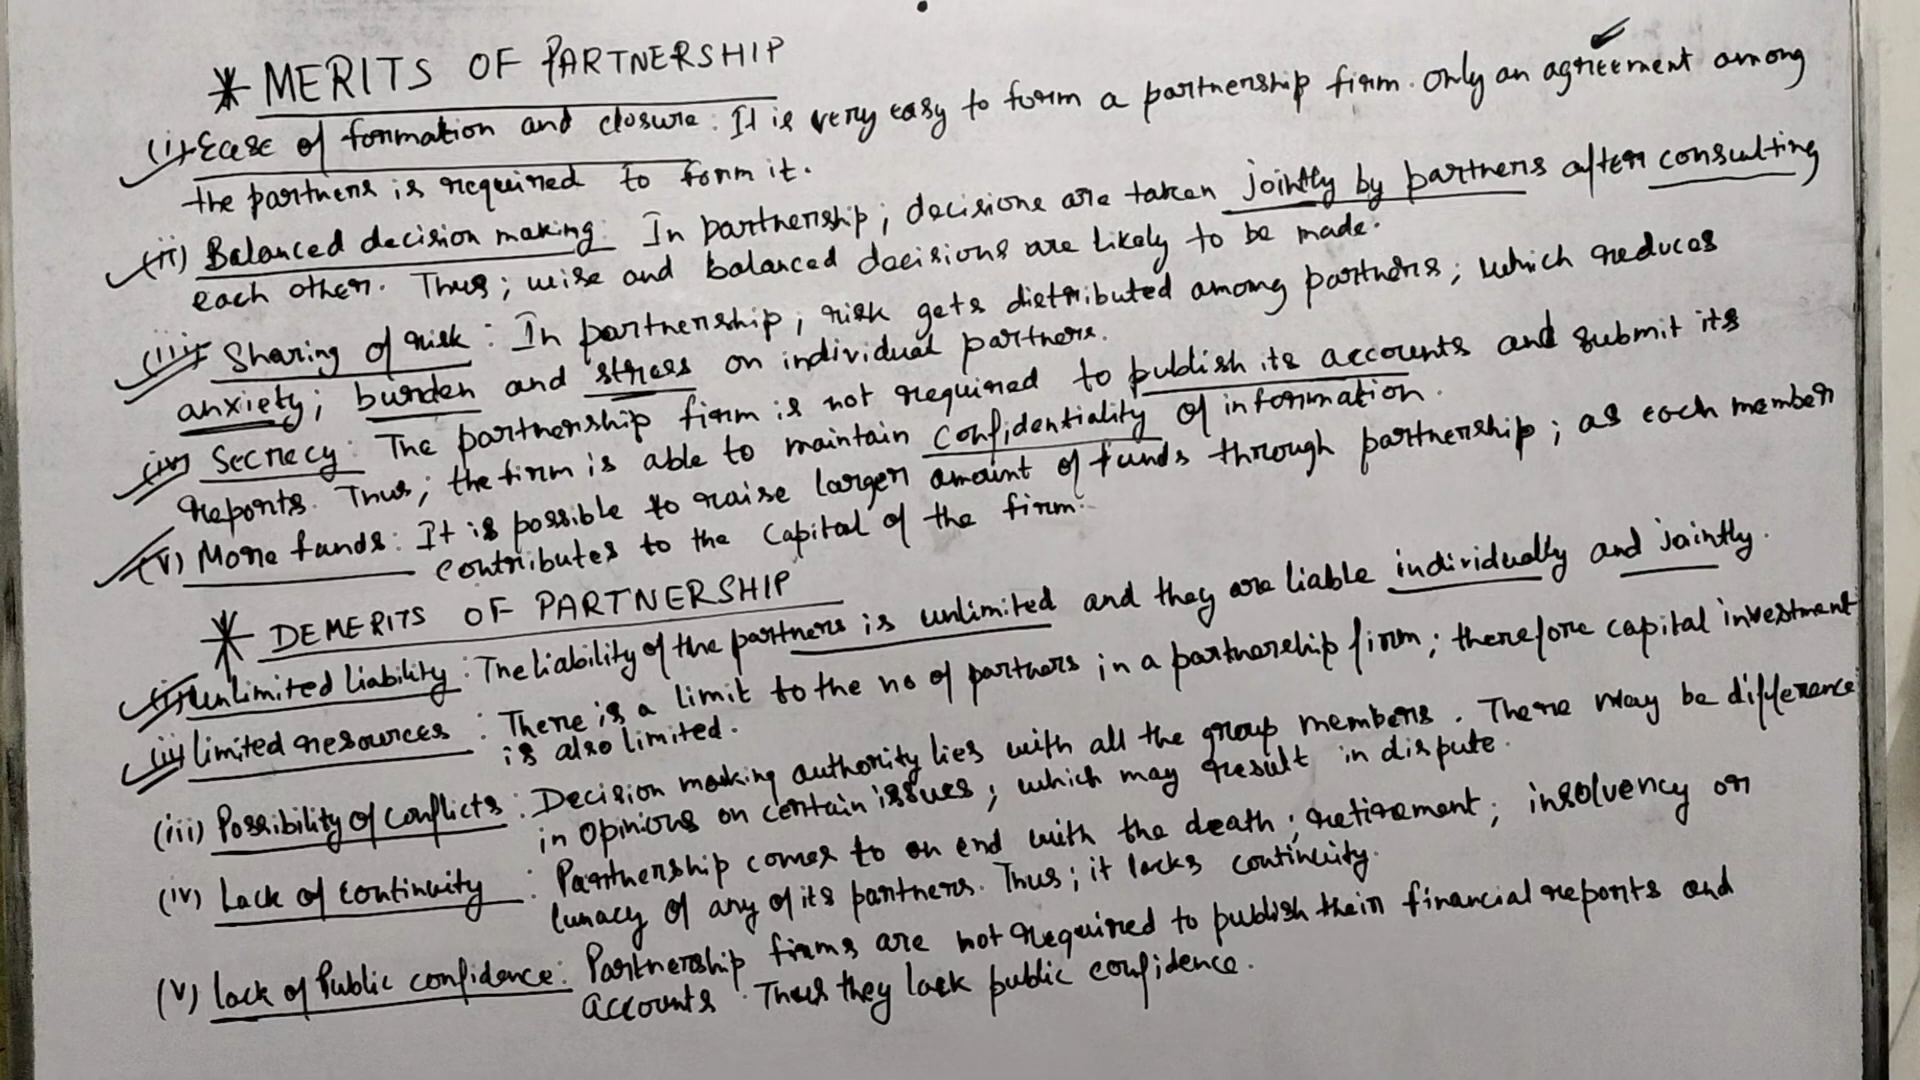 * MERITS OF PARTNERSHIP
(i) Ease of formation and closure : It is very easy to form a partnership firm. Only an agreement among
the partners is required to form it.
(ii) Balanced decision making: In partnership, decisions are taken jointly by partners after consulting
each other. Thus; wise and balanced decisions are likely to be made.
(iii) Sharing of risk : In partnership, risk gets distributed among partners; which reduces
anxiety; burden and stress on individual partners.
(iv) Secrecy: The partnership firm is not required to publish its accounts and submit its
reports. Thus; the firm is able to maintain confidentiality of information.
(v) More funds: It is possible to raise larger amount of funds through partnership; as each member
contributes to the capital of the firm.
* DEMERITS OF PARTNERSHIP
(i) Unlimited Liability : The liability of the partners is unlimited and they are liable individually and jointly.
(ii) Limited resources : There is a limit to the no of partners in a partnership firm; therefore capital investment
is also limited.
(iii) Possibility of conflicts : Decision making authority lies with all the group members. There may be difference
in opinions on certain issues; which may result in dispute.
(iv) Lack of continuity : Partnership comes to an end with the death; retirement; insolvency or
lunacy of any of its partners. Thus; it lacks continuity.
(v) lack of Public confidence: Partnership firms are not required to publish their financial reports and
accounts. Thus they lack public confidence.